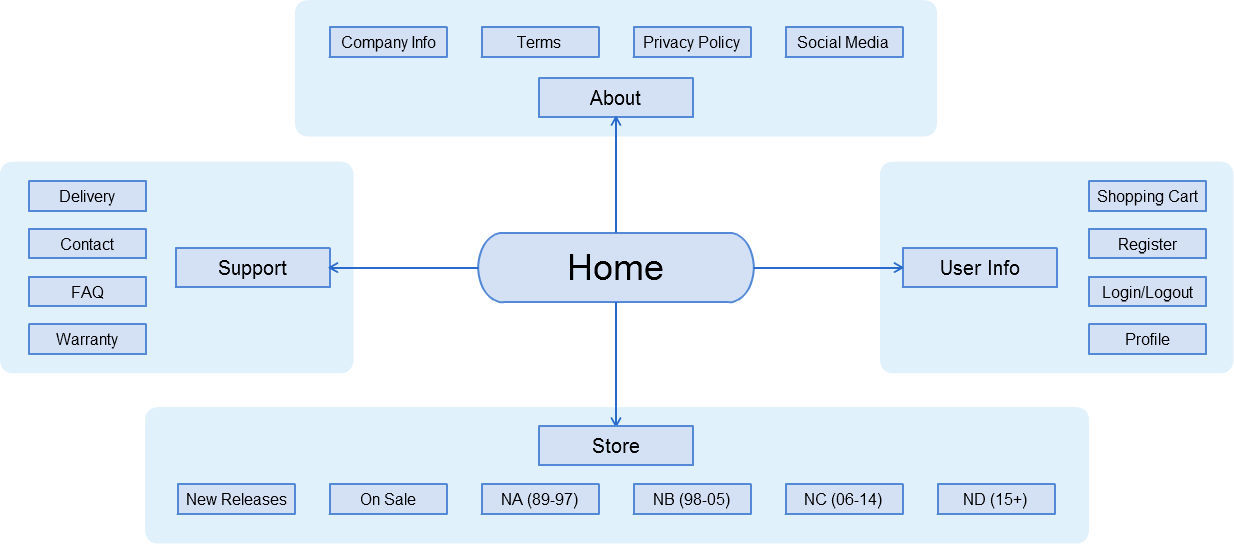 Company Info
Terms
Privacy Policy
Social Media
About
Delivery
Contact
FAQ
Warranty
Support
Home
User Info
Shopping Cart
Register
Login/Logout
Profile
Store
New Releases
On Sale
NA (89-97)
NB (98-05)
NC (06-14)
ND (15+)